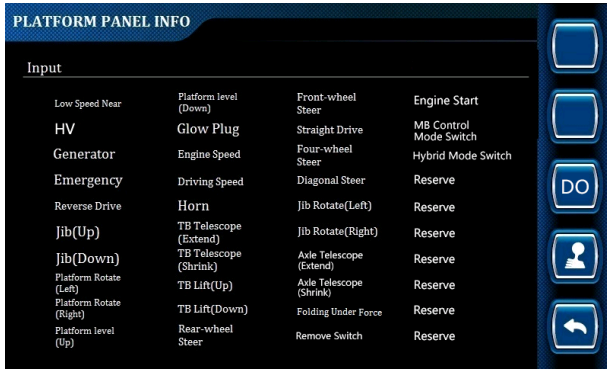 PLATFORM PANEL INFO
Input
Low Speed Near
HV
Generator
Emergency
Reverse Drive
Jib(Up)
Jib(Down)
Platform Rotate
(Left)
Platform Rotate
(Right)
Platform level
(Up)
Platform level
(Down)
Glow Plug
Engine Speed
Driving Speed
Horn
TB Telescope
(Extend)
TB Telescope
(Shrink)
TB Lift(Up)
TB Lift(Down)
Rear-wheel
Steer
Front-wheel
Steer
Straight Drive
Four-wheel
Steer
Diagonal Steer
Jib Rotate(Left)
Jib Rotate(Right)
Axle Telescope
(Extend)
Axle Telescope
(Shrink)
Folding Under Force
Remove Switch
Engine Start
MB Control
Mode Switch
Hybrid Mode Switch
Reserve
Reserve
Reserve
Reserve
Reserve
Reserve
Reserve
DO